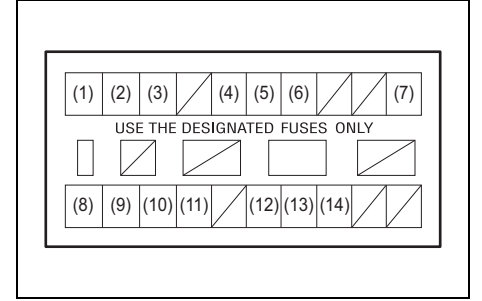 (1) (2) (3) (4) (5) (6) (7)
USE THE DESIGNATED FUSES ONLY
(8) (9) (10) (11) (12) (13) (14)